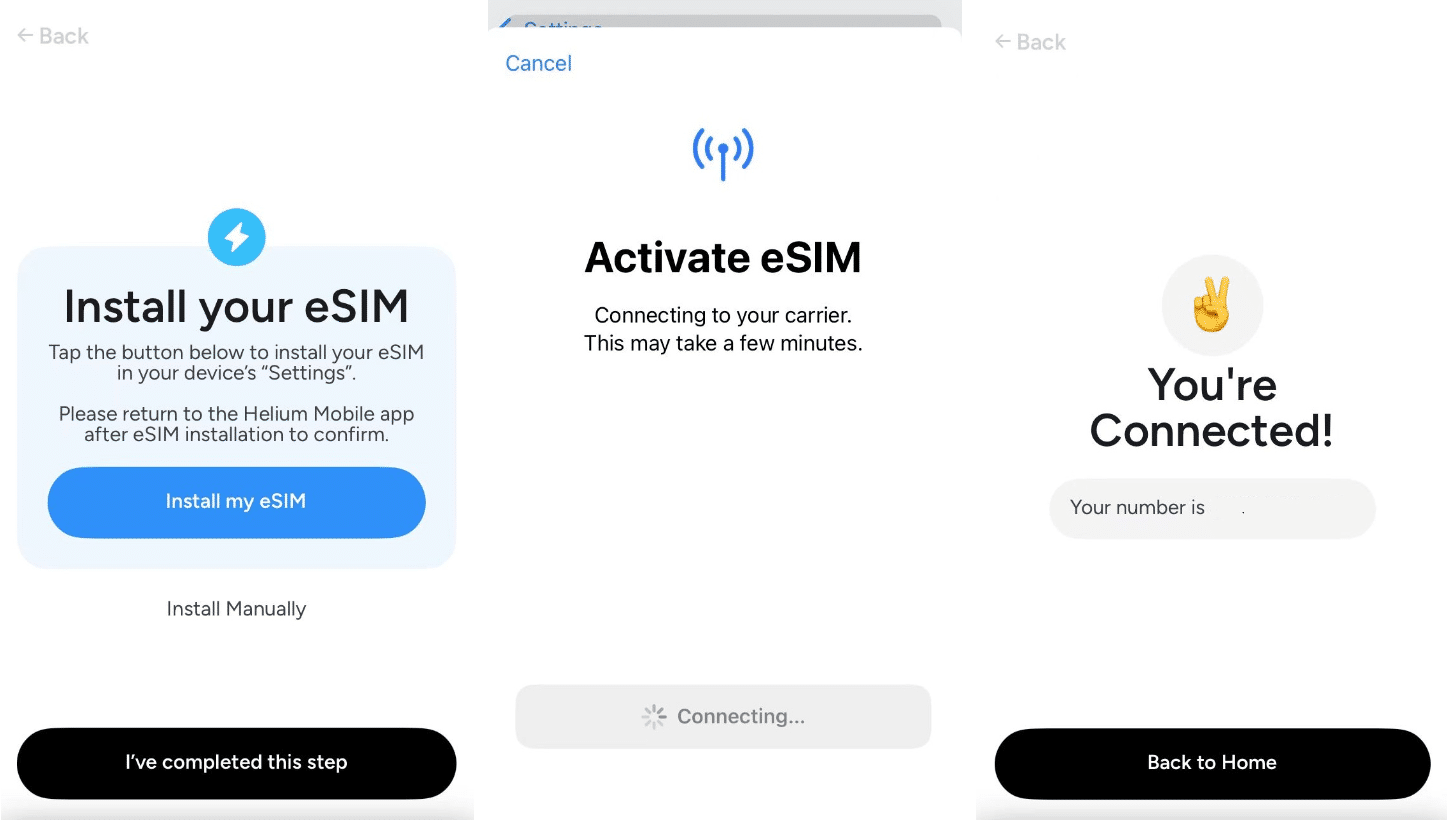 ← Back
Install your eSIM
Tap the button below to install your eSIM
in your device’s “Settings”.
Please return to the Helium Mobile app
after eSIM installation to confirm.
Install my eSIM
Install Manually
I’ve completed this step
Settings
Cancel
Activate eSIM
Connecting to your carrier.
This may take a few minutes.
Connecting...
← Back
You're
Connected!
Your number is .
Back to Home